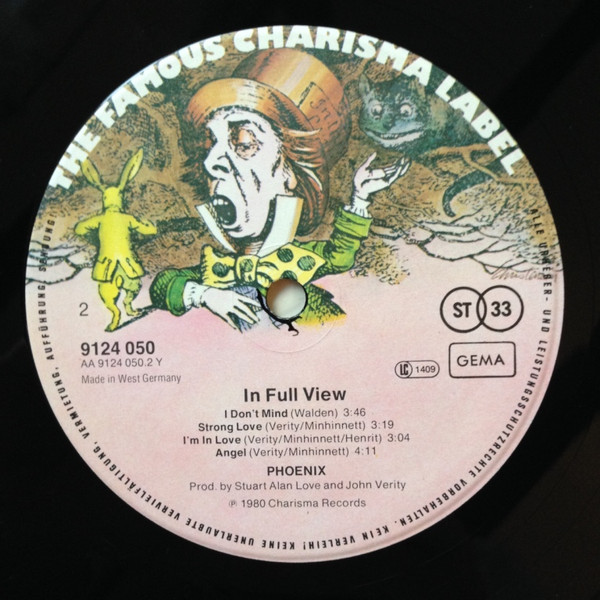 THE FAMOUS CHARISMA LABEL
2
9124 050
AA 9124 050.2 Y
Made in West Germany
ST 33
LC 1409
GEMA
In Full View
I Don't Mind (Walden) 3:46
Strong Love (Verity/Minhinnett) 3:19
I'm In Love (Verity/Minhinnett/Henrit) 3:04
Angel (Verity/Minhinnett) 4:11
PHOENIX
Prod. by Stuart Alan Love and John Verity
℗ 1980 Charisma Records
ALLE URHEBER- UND LEISTUNGSSCHUTZRECHTE VORBEHALTEN. KEIN VERLEIH! KEINE UNERLAUBTE VERVIELFÄLTIGUNG, VERMIETUNG, AUFFÜHRUNG, SENDUNG!